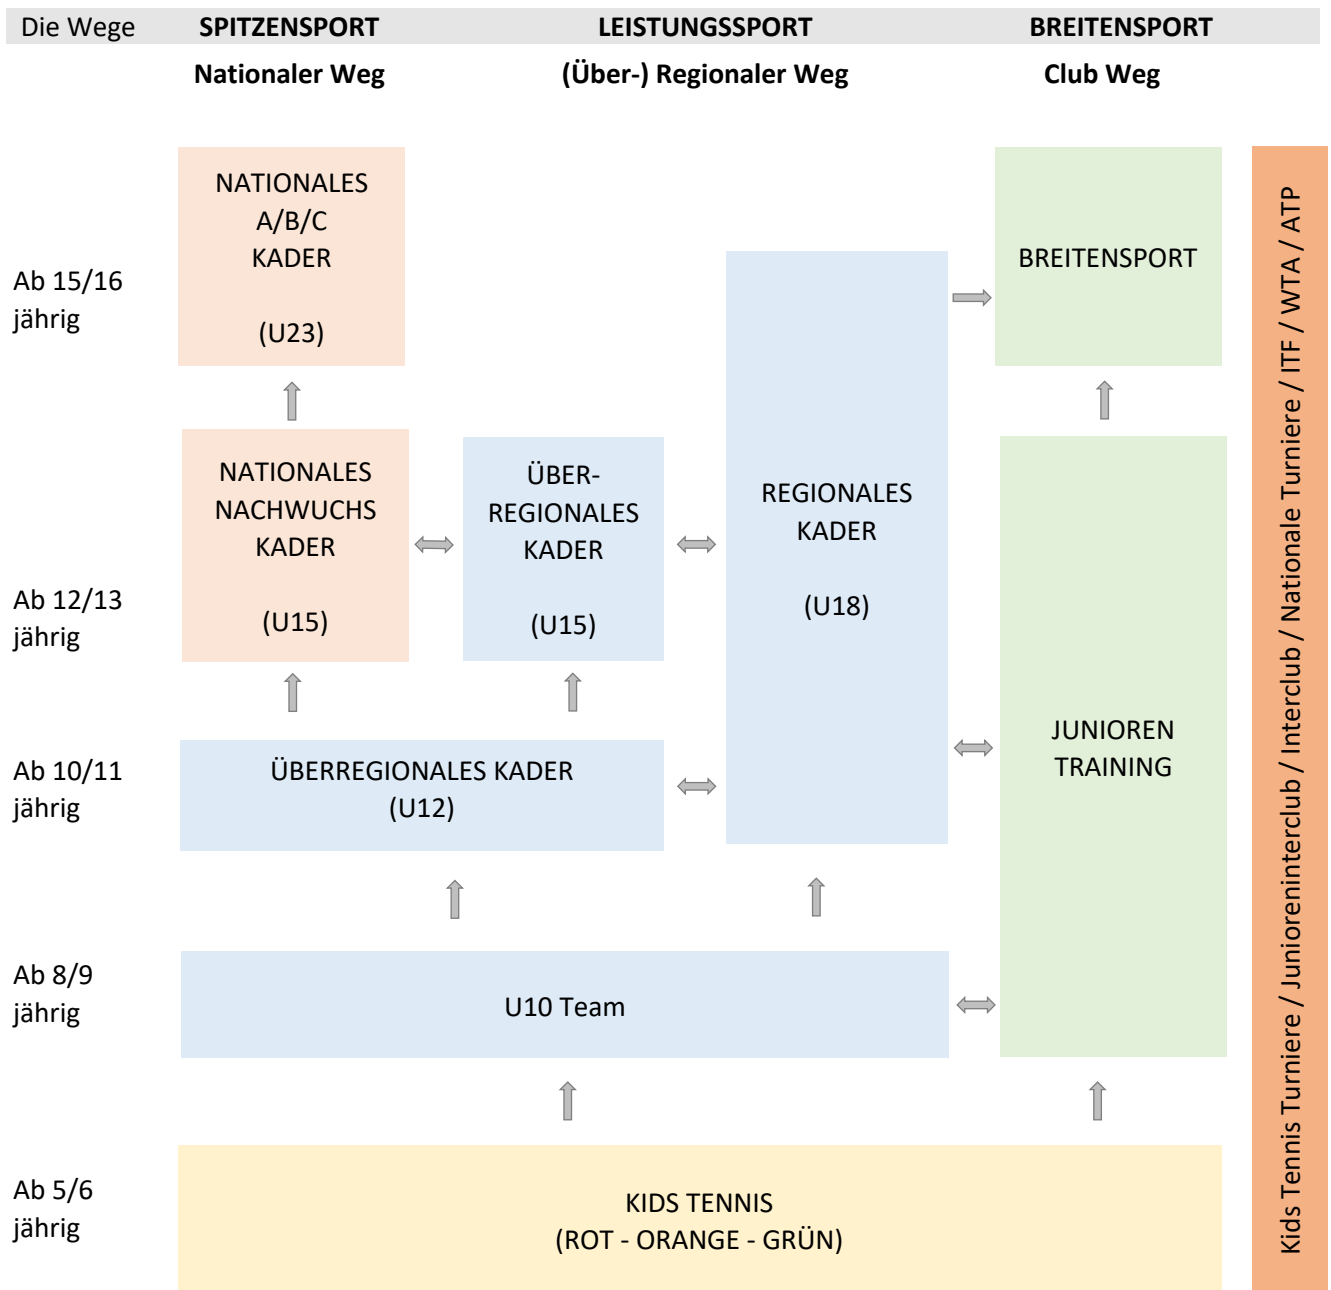 Die Wege
SPITZENSPORT
LEISTUNGSSPORT
BREITENSPORT
Nationaler Weg
(Über-) Regionaler Weg
Club Weg
Ab 15/16
jährig
NATIONALES
A/B/C
KADER
(U23)
BREITENSPORT
Ab 12/13
jährig
NATIONALES
NACHWUCHS
KADER
(U15)
ÜBER-
REGIONALES
KADER
(U15)
REGIONALES
KADER
(U18)
Ab 10/11
jährig
ÜBERREGIONALES KADER
(U12)
JUNIOREN
TRAINING
Ab 8/9
jährig
U10 Team
Ab 5/6
jährig
KIDS TENNIS
(ROT - ORANGE - GRÜN)
Kids Tennis Turniere / Junioreninterclub / Interclub / Nationale Turniere / ITF / WTA / ATP